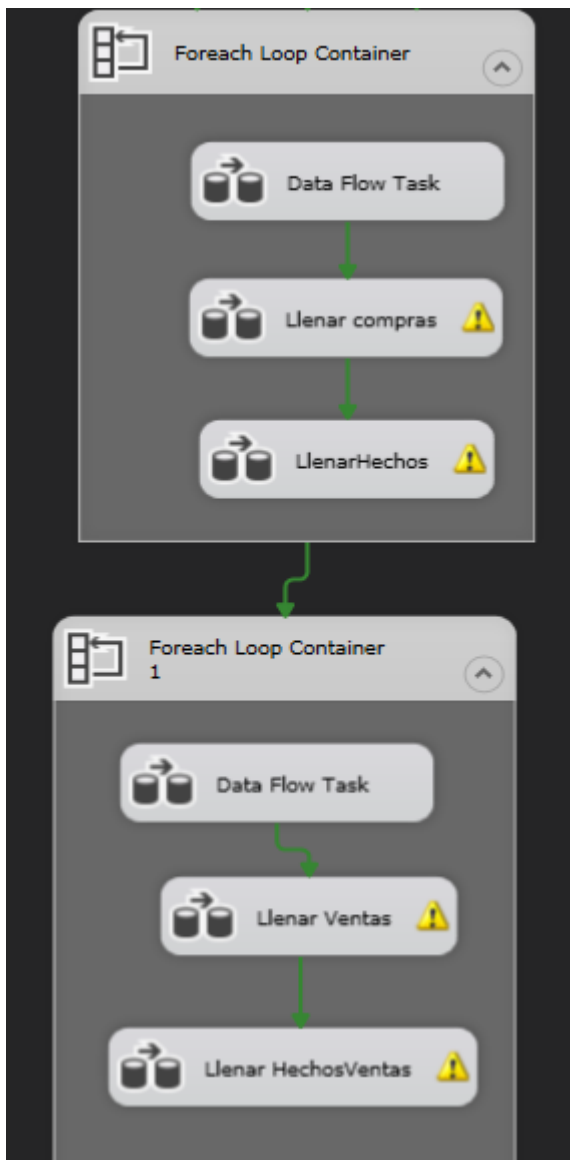 Foreach Loop Container
Data Flow Task
Llenar compras
LlenarHechos
Foreach Loop Container
1
Data Flow Task
Llenar Ventas
Llenar HechosVentas